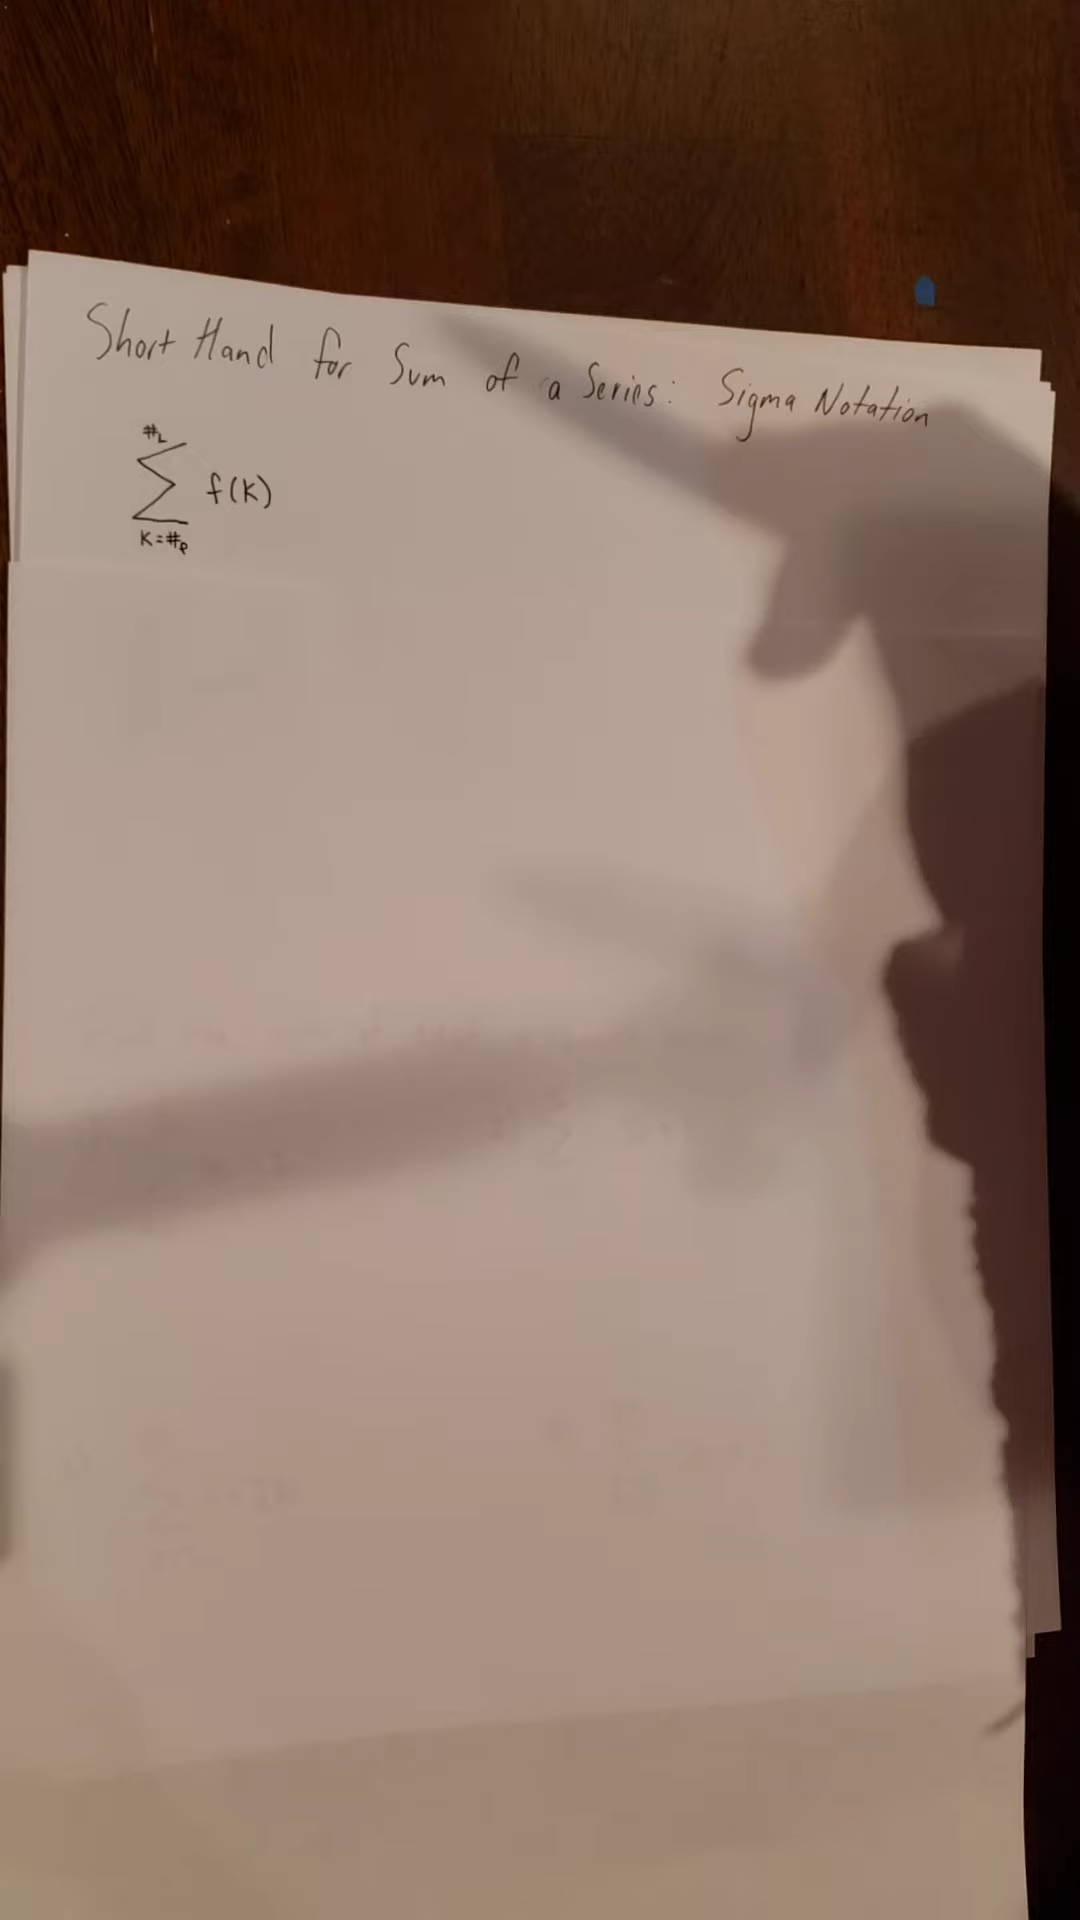 Short Hand for Sum of a Series: Sigma Notation
#L
∑ f(K)
K=#F